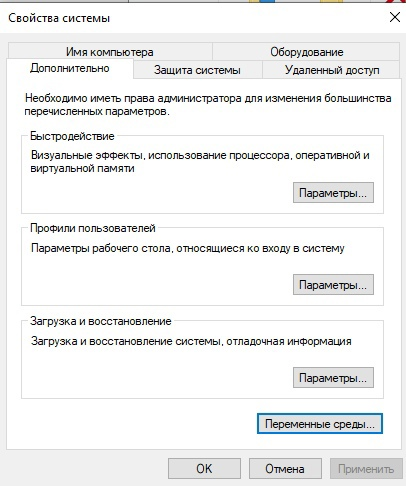 Свойства системы
Имя компьютера
Оборудование
Дополнительно
Защита системы
Удаленный доступ
Необходимо иметь права администратора для изменения большинства
перечисленных параметров.
Быстродействие
Визуальные эффекты, использование процессора, оперативной и
виртуальной памяти
Параметры...
Профили пользователей
Параметры рабочего стола, относящиеся ко входу в систему
Параметры...
Загрузка и восстановление
Загрузка и восстановление системы, отладочная информация
Параметры...
Переменные среды...
ОК
Отмена
Применить